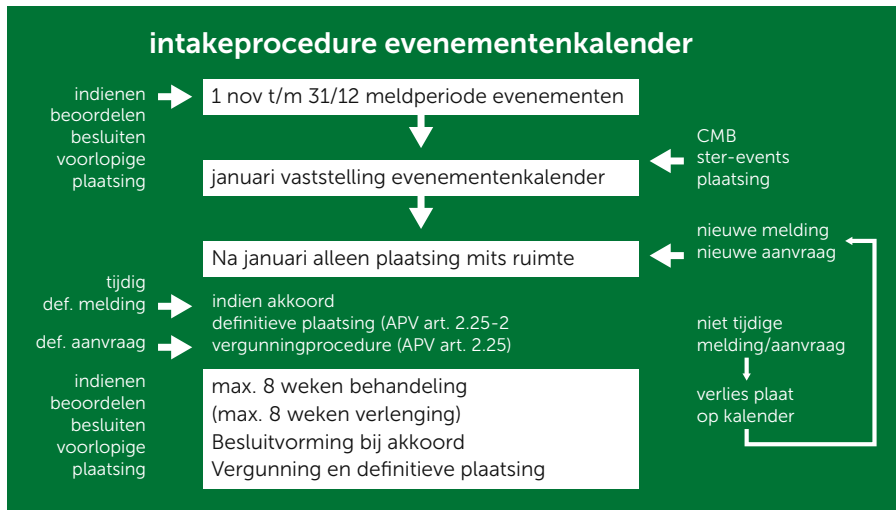 intakeprocedure evenementenkalender
indienen
beoordelen
besluiten
voorlopige
plaatsing
1 nov t/m 31/12 meldperiode evenementen
CMB
ster-events
plaatsing
januari vaststelling evenementenkalender
nieuwe melding
nieuwe aanvraag
Na januari alleen plaatsing mits ruimte
tijdig
def. melding
def. aanvraag
indien akkoord
definitieve plaatsing (APV art. 2.25-2
vergunningprocedure (APV art. 2.25)
niet tijdige
melding/aanvraag
verlies plaat
op kalender
indienen
beoordelen
besluiten
voorlopige
plaatsing
max. 8 weken behandeling
(max. 8 weken verlenging)
Besluitvorming bij akkoord
Vergunning en definitieve plaatsing